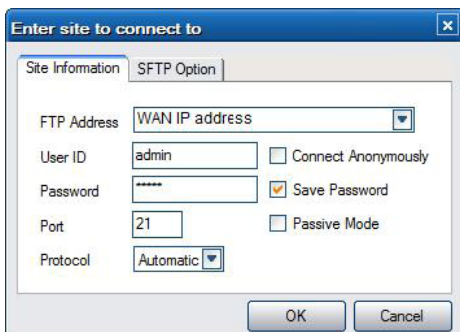 Enter site to connect to
Site Information SFTP Option
FTP Address WAN IP address
User ID admin Connect Anonymously
Password ***** Save Password
Port 21 Passive Mode
Protocol Automatic
OK Cancel